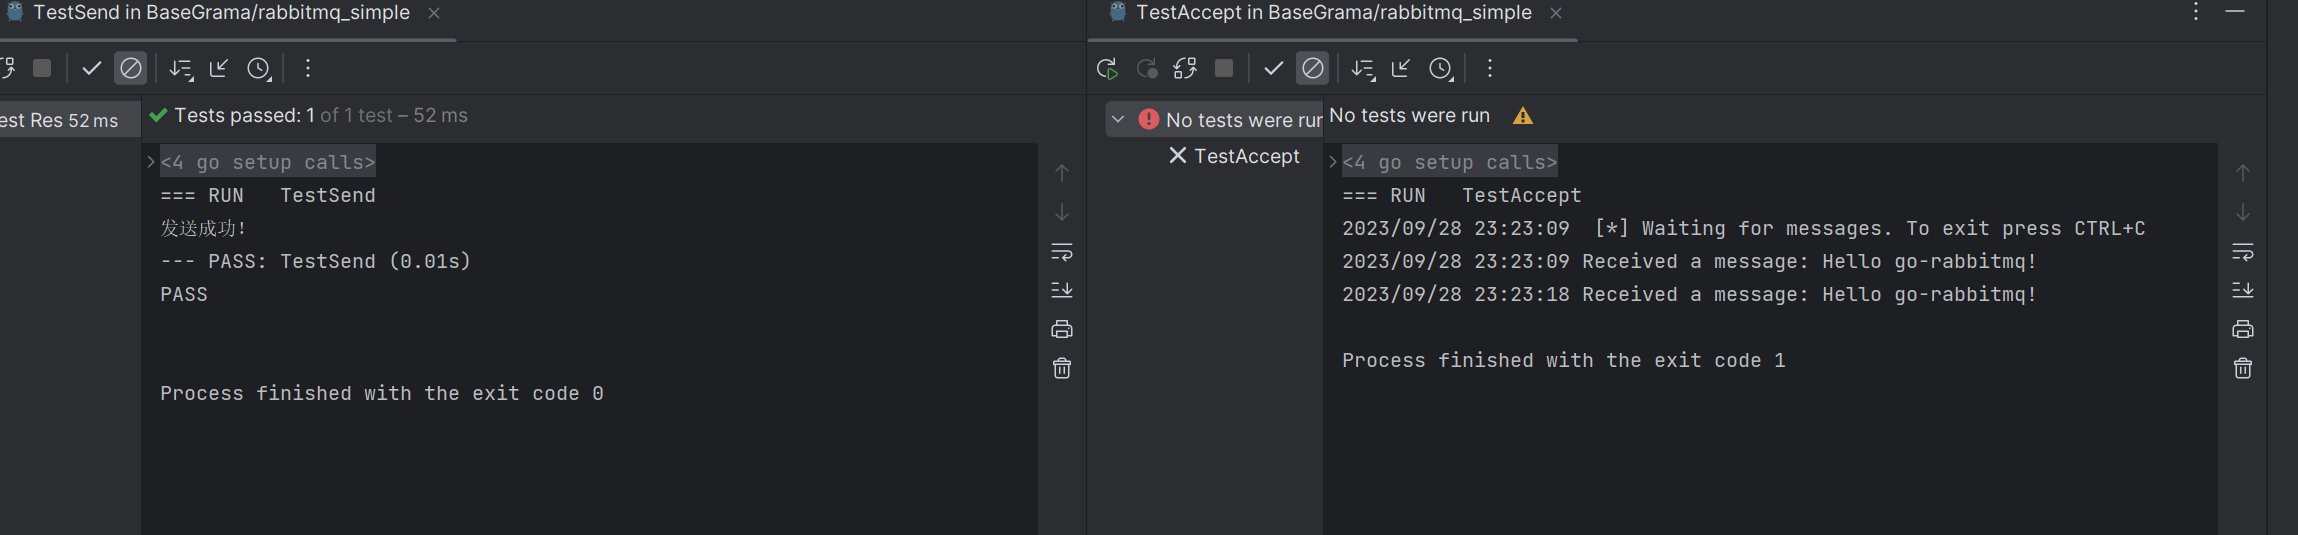 TestSend in BaseGrama/rabbitmq_simple
est Res 52 ms
Tests passed: 1 of 1 test – 52 ms
<4 go setup calls>
=== RUN   TestSend
发送成功!
--- PASS: TestSend (0.01s)
PASS
Process finished with the exit code 0
TestAccept in BaseGrama/rabbitmq_simple
No tests were run
TestAccept
No tests were run
<4 go setup calls>
=== RUN   TestAccept
2023/09/28 23:23:09  [*] Waiting for messages. To exit press CTRL+C
2023/09/28 23:23:09 Received a message: Hello go-rabbitmq!
2023/09/28 23:23:18 Received a message: Hello go-rabbitmq!
Process finished with the exit code 1